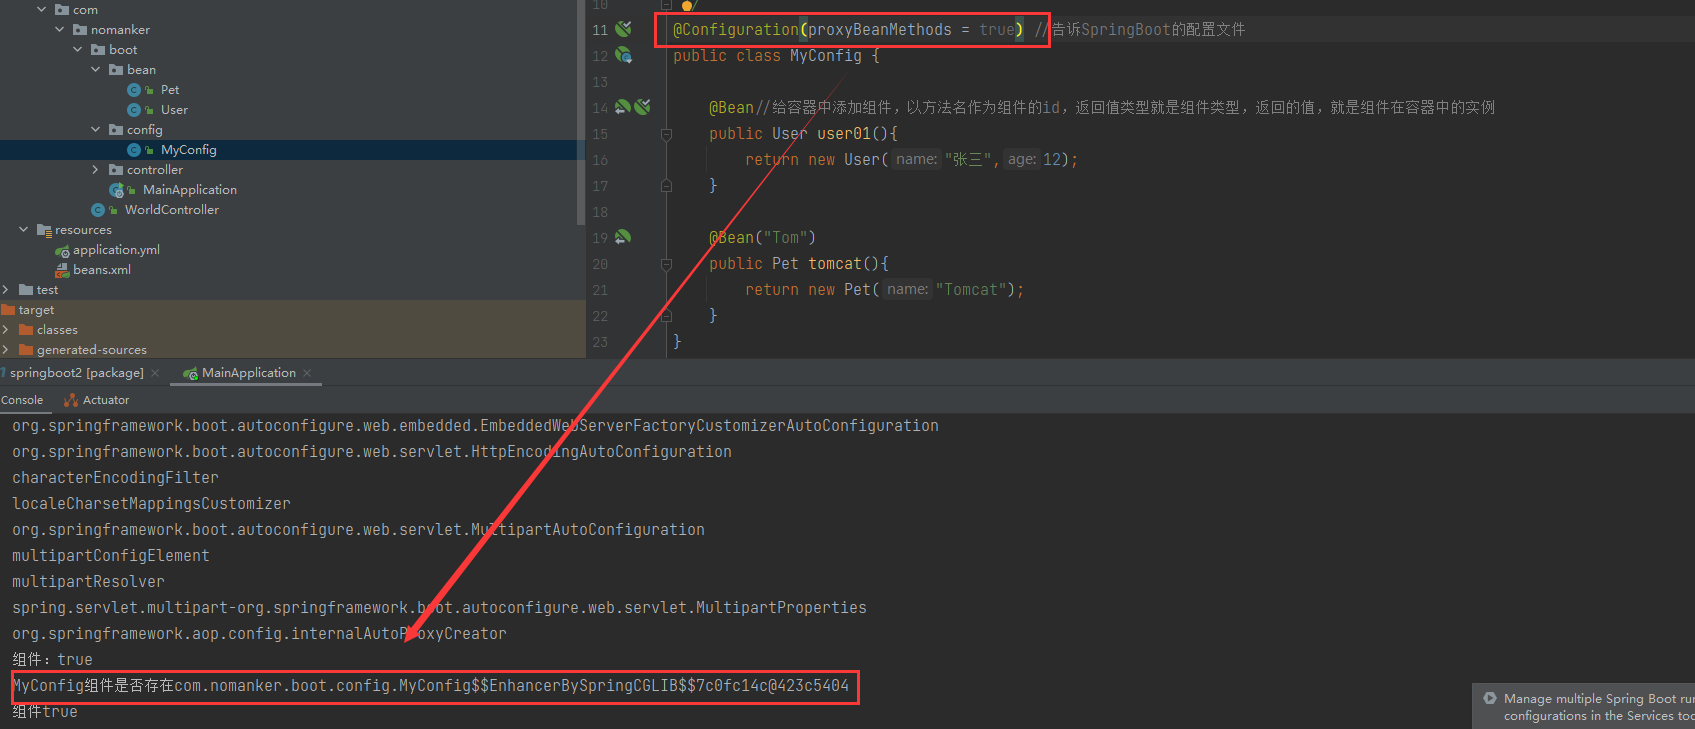 com
nomanker
boot
bean
Pet
User
config
MyConfig
controller
MainApplication
WorldController
resources
application.yml
beans.xml
test
target
classes
generated-sources
10
11 @Configuration(proxyBeanMethods = true) //告诉SpringBoot的配置文件
12 public class MyConfig {
13
14 @Bean//给容器中添加组件，以方法名作为组件的id，返回值类型就是组件类型，返回的值，就是组件在容器中的实例
15 public User user01(){
16 return new User( name: "张三", age: 12);
17 }
18
19 @Bean("Tom")
20 public Pet tomcat(){
21 return new Pet( name: "Tomcat");
22 }
23 }
springboot2 [package] MainApplication
Console Actuator
org.springframework.boot.autoconfigure.web.embedded.EmbeddedWebServerFactoryCustomizerAutoConfiguration
org.springframework.boot.autoconfigure.web.servlet.HttpEncodingAutoConfiguration
characterEncodingFilter
localeCharsetMappingsCustomizer
org.springframework.boot.autoconfigure.web.servlet.MultipartAutoConfiguration
multipartConfigElement
multipartResolver
spring.servlet.multipart-org.springframework.boot.autoconfigure.web.servlet.MultipartProperties
org.springframework.aop.config.internalAutoProxyCreator
组件：true
MyConfig组件是否存在com.nomanker.boot.config.MyConfig$$EnhancerBySpringCGLIB$$7c0fc14c@423c5404
组件true
Manage multiple Spring Boot run
configurations in the Services too